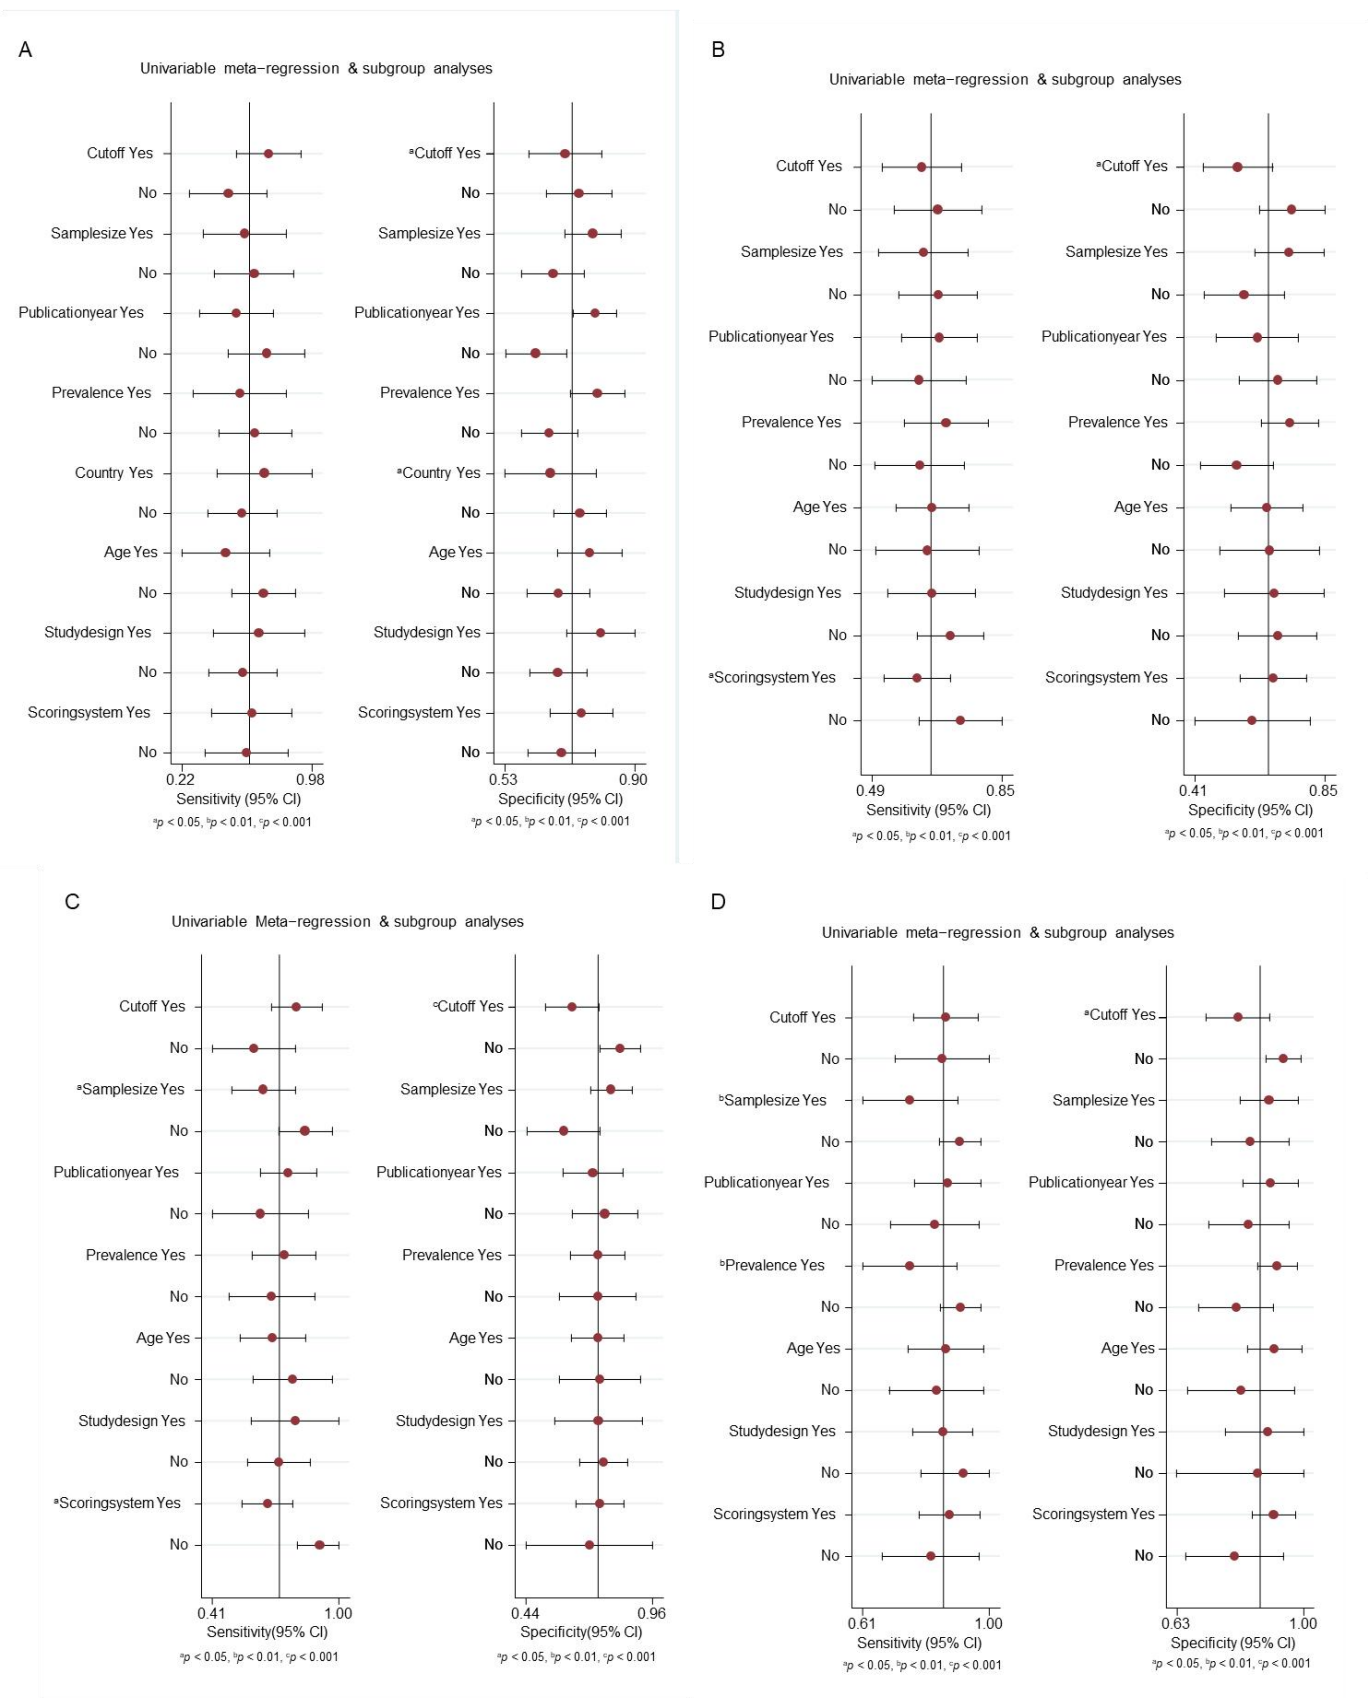 A
Univariable meta−regression & subgroup analyses
Cutoff Yes
No
Samplesize Yes
No
Publicationyear Yes
No
Prevalence Yes
No
Country Yes
No
Age Yes
No
Studydesign Yes
No
Scoringsystem Yes
No
0.22 0.98
Sensitivity (95% CI)
ᵃp < 0.05, ᵇp < 0.01, ᶜp < 0.001
ᵃCutoff Yes
No
Samplesize Yes
No
Publicationyear Yes
No
Prevalence Yes
No
ᵃCountry Yes
No
Age Yes
No
Studydesign Yes
No
Scoringsystem Yes
No
0.53 0.90
Specificity (95% CI)
ᵃp < 0.05, ᵇp < 0.01, ᶜp < 0.001
B
Univariable meta−regression & subgroup analyses
Cutoff Yes
No
Samplesize Yes
No
Publicationyear Yes
No
Prevalence Yes
No
Age Yes
No
Studydesign Yes
No
ᵃScoringsystem Yes
No
0.49 0.85
Sensitivity (95% CI)
ᵃp < 0.05, ᵇp < 0.01, ᶜp < 0.001
ᵃCutoff Yes
No
Samplesize Yes
No
Publicationyear Yes
No
Prevalence Yes
No
Age Yes
No
Studydesign Yes
No
Scoringsystem Yes
No
0.41 0.85
Specificity (95% CI)
ᵃp < 0.05, ᵇp < 0.01, ᶜp < 0.001
C
Univariable Meta−regression & subgroup analyses
Cutoff Yes
No
ᵃSamplesize Yes
No
Publicationyear Yes
No
Prevalence Yes
No
Age Yes
No
Studydesign Yes
No
ᵃScoringsystem Yes
No
0.41 1.00
Sensitivity(95% CI)
ᵃp < 0.05, ᵇp < 0.01, ᶜp < 0.001
ᶜCutoff Yes
No
Samplesize Yes
No
Publicationyear Yes
No
Prevalence Yes
No
Age Yes
No
Studydesign Yes
No
Scoringsystem Yes
No
0.44 0.96
Specificity(95% CI)
ᵃp < 0.05, ᵇp < 0.01, ᶜp < 0.001
D
Univariable meta−regression & subgroup analyses
Cutoff Yes
No
ᵇSamplesize Yes
No
Publicationyear Yes
No
ᵇPrevalence Yes
No
Age Yes
No
Studydesign Yes
No
Scoringsystem Yes
No
0.61 1.00
Sensitivity (95% CI)
ᵃp < 0.05, ᵇp < 0.01, ᶜp < 0.001
ᵃCutoff Yes
No
Samplesize Yes
No
Publicationyear Yes
No
Prevalence Yes
No
Age Yes
No
Studydesign Yes
No
Scoringsystem Yes
No
0.63 1.00
Specificity (95% CI)
ᵃp < 0.05, ᵇp < 0.01, ᶜp < 0.001